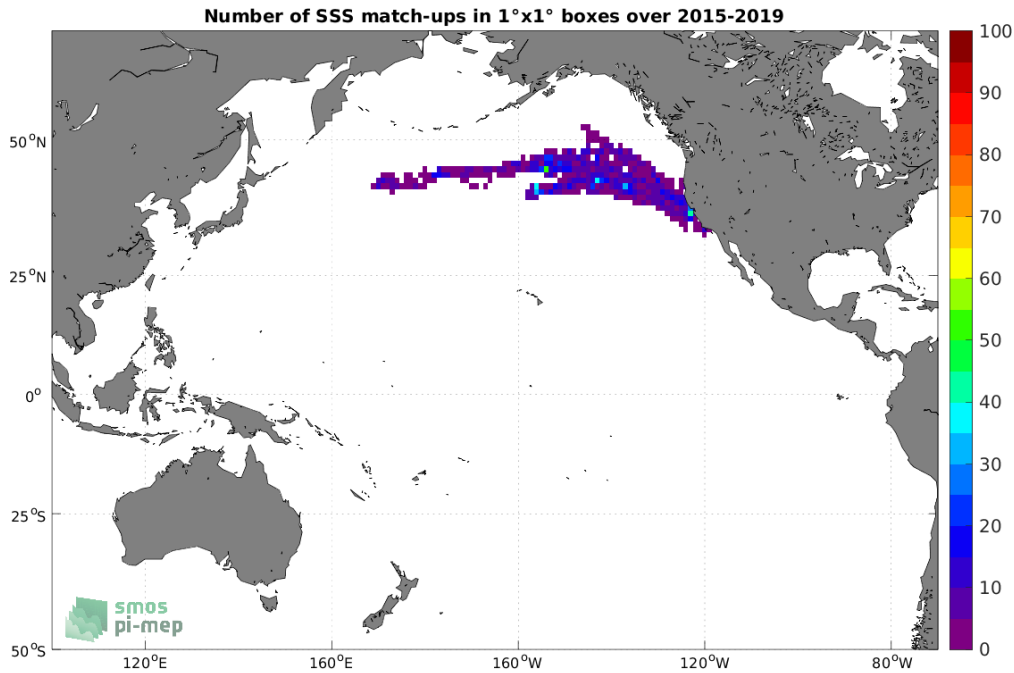 Number of SSS match-ups in 1°x1° boxes over 2015-2019
100
90
80
70
60
50
40
30
20
10
0
50°N
25°N
0°
25°S
50°S
120°E
160°E
160°W
120°W
80°W
smos
pi-mep